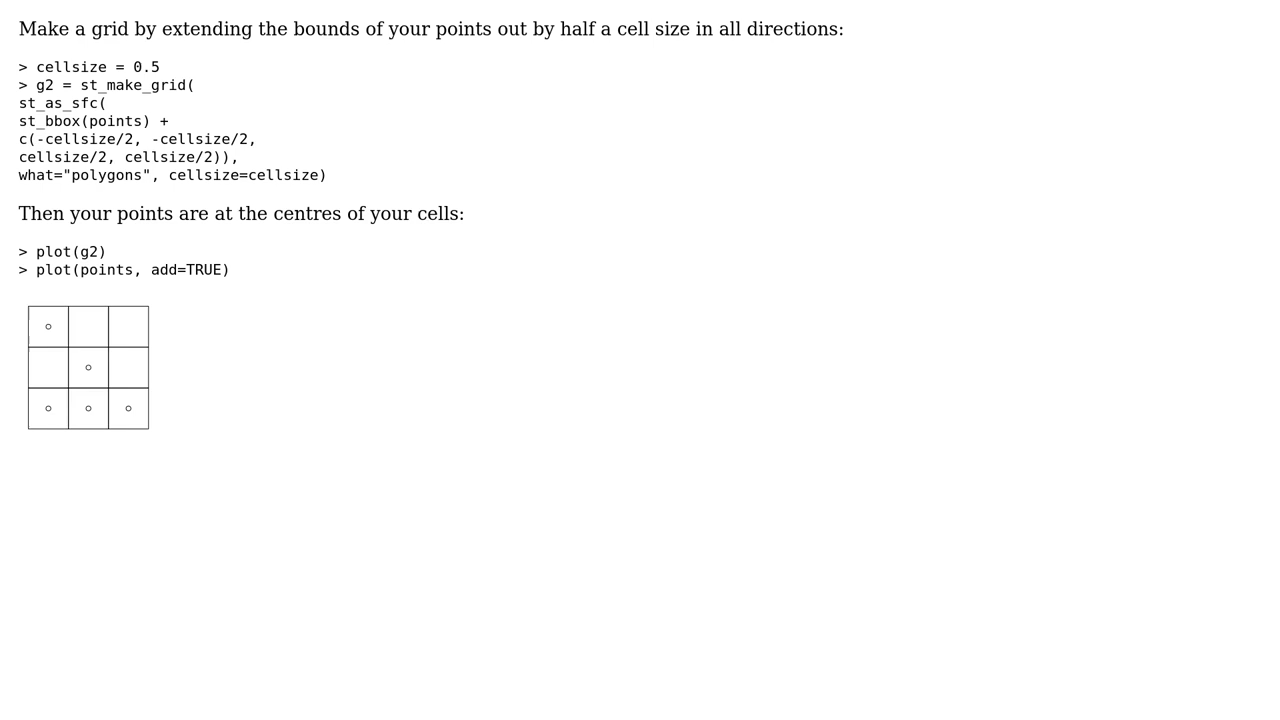 Make a grid by extending the bounds of your points out by half a cell size in all directions:
> cellsize = 0.5
> g2 = st_make_grid(
st_as_sfc(
st_bbox(points) +
c(-cellsize/2, -cellsize/2,
cellsize/2, cellsize/2)),
what="polygons", cellsize=cellsize)
Then your points are at the centres of your cells:
> plot(g2)
> plot(points, add=TRUE)